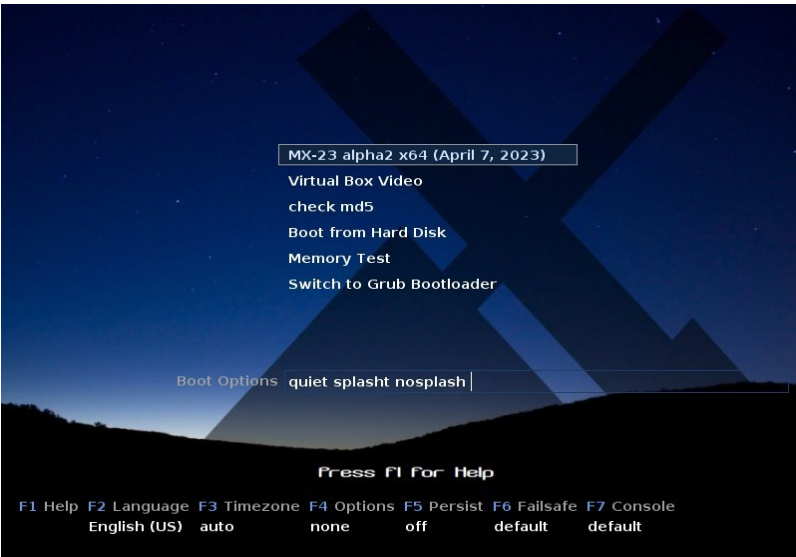 MX-23 alpha2 x64 (April 7, 2023)
Virtual Box Video
check md5
Boot from Hard Disk
Memory Test
Switch to Grub Bootloader
Boot Options quiet splasht nosplash
Press F1 for Help
F1 Help F2 Language F3 Timezone F4 Options F5 Persist F6 Failsafe F7 Console
English (US) auto none off default default